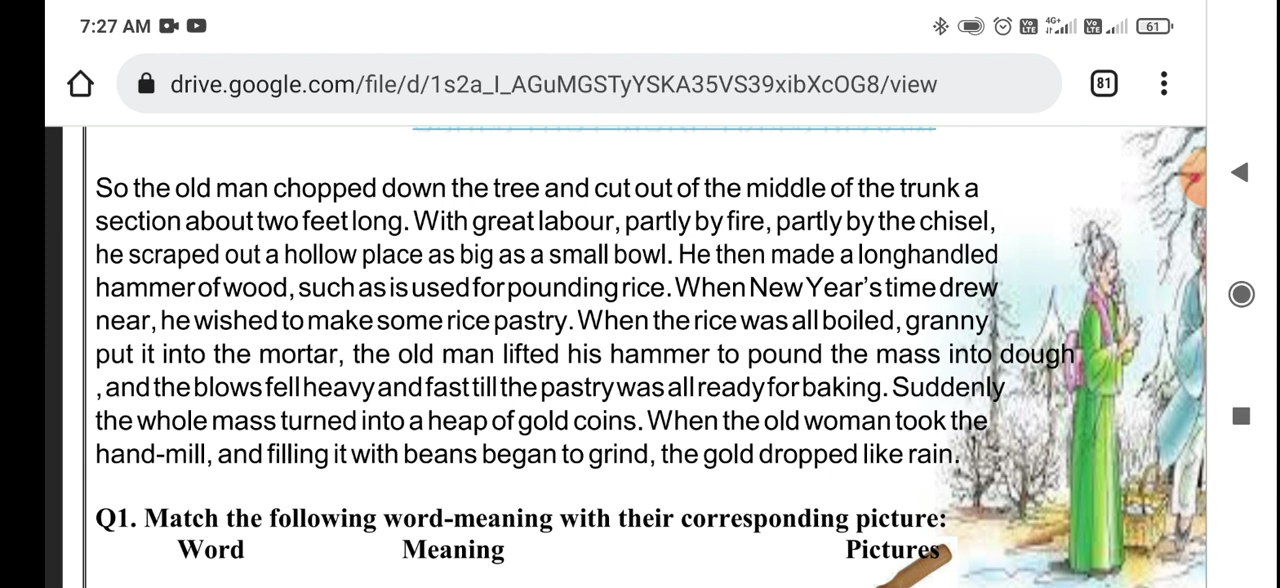 7:27 AM
4G+
Vo LTE
Vo LTE
61
drive.google.com/file/d/1s2a_I_AGuMGSTyYSKA35VS39xibXcOG8/view
81
So the old man chopped down the tree and cut out of the middle of the trunk a
section about two feet long. With great labour, partly by fire, partly by the chisel,
he scraped out a hollow place as big as a small bowl. He then made a longhandled
hammer of wood, such as is used for pounding rice. When New Year's time drew
near, he wished to make some rice pastry. When the rice was all boiled, granny
put it into the mortar, the old man lifted his hammer to pound the mass into dough
, and the blows fell heavy and fast till the pastry was all ready for baking. Suddenly
the whole mass turned into a heap of gold coins. When the old woman took the
hand-mill, and filling it with beans began to grind, the gold dropped like rain.
Q1. Match the following word-meaning with their corresponding picture:
Word Meaning Pictures